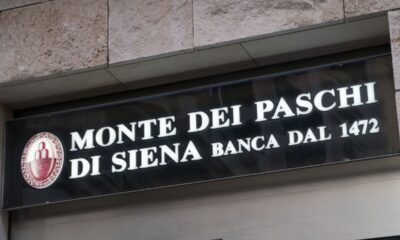 MONTE DEI PASCHI
DI SIENA BANCA DAL 1472